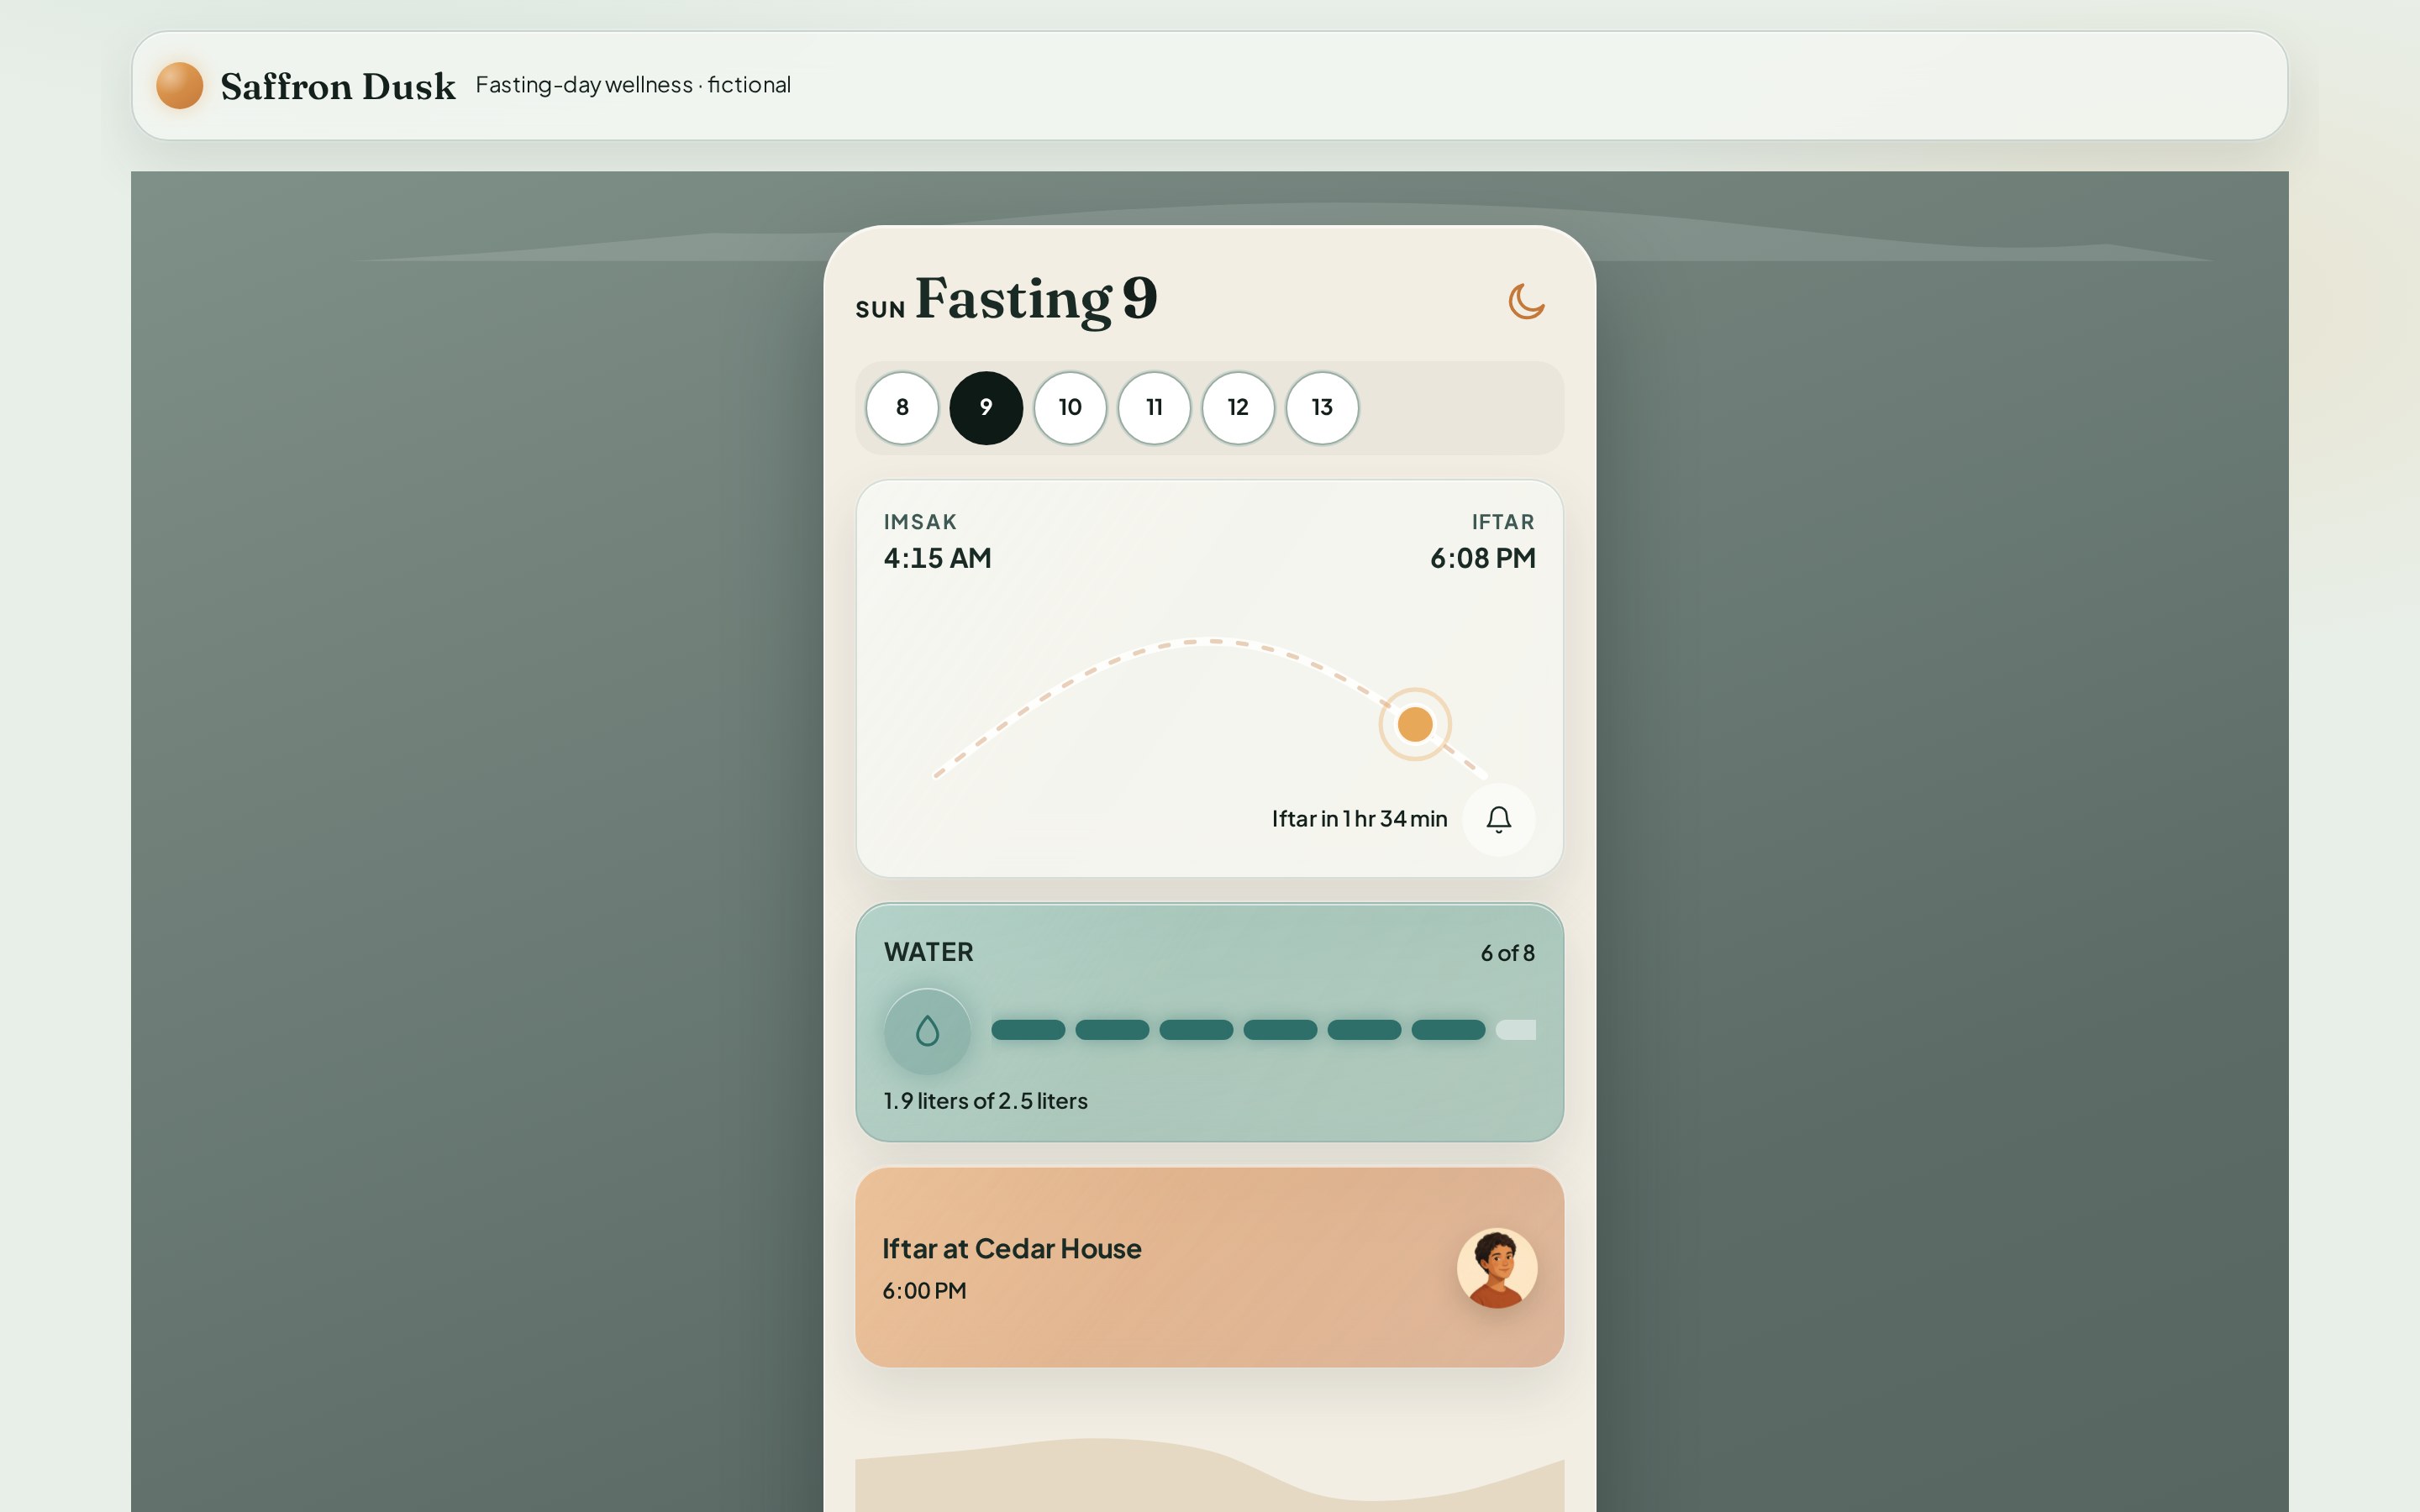 Saffron Dusk Fasting-day wellness · fictional
SUN Fasting 9
8 9 10 11 12 13
IMSAK IFTAR
4:15 AM 6:08 PM
Iftar in 1 hr 34 min
WATER 6 of 8
1.9 liters of 2.5 liters
Iftar at Cedar House
6:00 PM